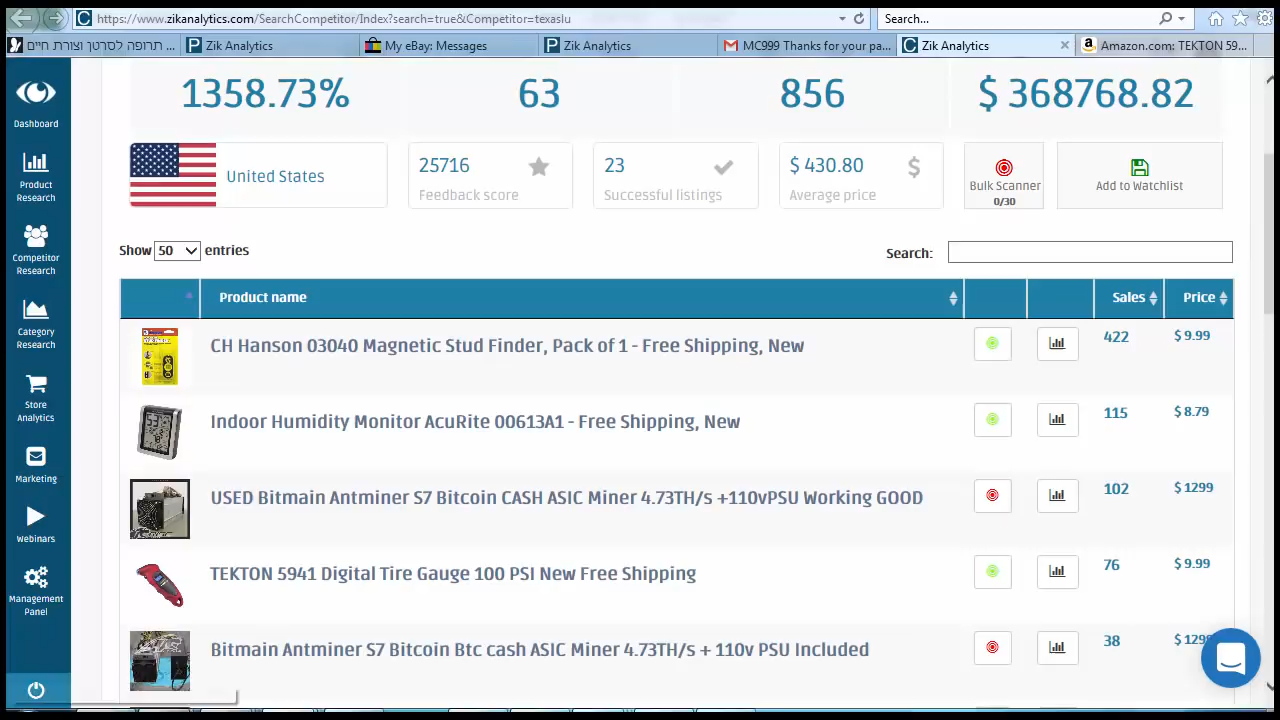 https://www.zikanalytics.com/SearchCompetitor/Index?search=true&Competitor=texaslu
Search...
תרופה לסרטן וצורת חיים ...
Zik Analytics
My eBay: Messages
Zik Analytics
MC999 Thanks for your pa...
Zik Analytics
Amazon.com: TEKTON 59...
Dashboard
Product Research
Competitor Research
Category Research
Store Analytics
Marketing
Webinars
Management Panel
1358.73% 63 856 $ 368768.82
United States
25716
Feedback score
23
Successful listings
$ 430.80
Average price
$
Bulk Scanner
0/30
Add to Watchlist
Show 50 entries
Search:
Product name Sales Price
CH Hanson 03040 Magnetic Stud Finder, Pack of 1 - Free Shipping, New 422 $ 9.99
Indoor Humidity Monitor AcuRite 00613A1 - Free Shipping, New 115 $ 8.79
USED Bitmain Antminer S7 Bitcoin CASH ASIC Miner 4.73TH/s +110vPSU Working GOOD 102 $ 1299
TEKTON 5941 Digital Tire Gauge 100 PSI New Free Shipping 76 $ 9.99
Bitmain Antminer S7 Bitcoin Btc cash ASIC Miner 4.73TH/s + 110v PSU Included 38 $ 1299